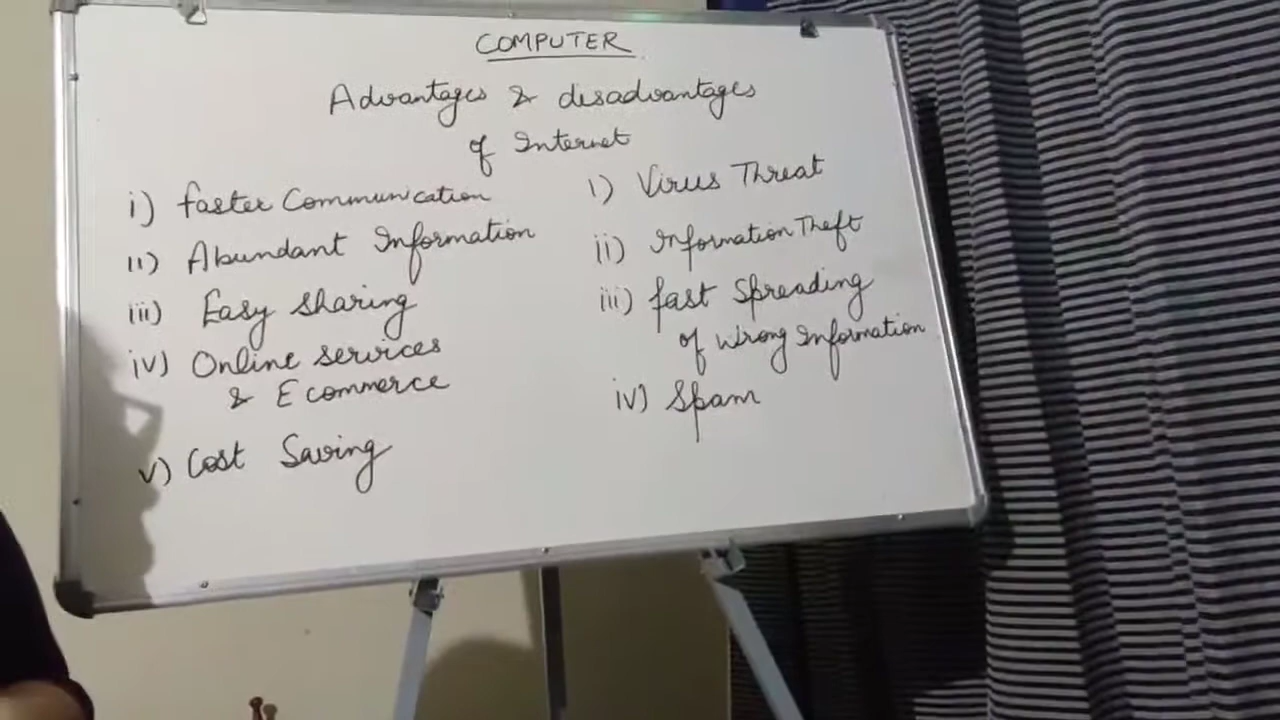 COMPUTER
Advantages & disadvantages
of Internet
i) faster Communication
ii) Abundant Information
iii) Easy sharing
iv) Online services
& E commerce
v) Cost Saving
i) Virus Threat
ii) Information Theft
iii) fast Spreading
of Wrong Information
iv) Spam